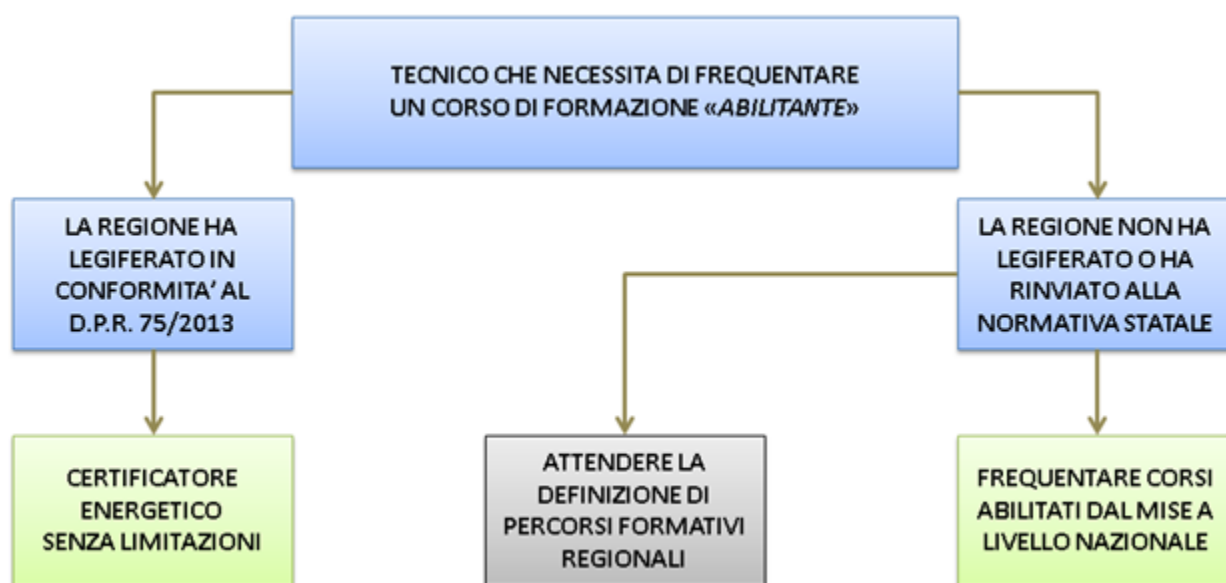 TECNICO CHE NECESSITA DI FREQUENTARE
UN CORSO DI FORMAZIONE «ABILITANTE»
LA REGIONE HA
LEGIFERATO IN
CONFORMITA' AL
D.P.R. 75/2013
LA REGIONE NON HA
LEGIFERATO O HA
RINVIATO ALLA
NORMATIVA STATALE
CERTIFICATORE
ENERGETICO
SENZA LIMITAZIONI
ATTENDERE LA
DEFINIZIONE DI
PERCORSI FORMATIVI
REGIONALI
FREQUENTARE CORSI
ABILITATI DAL MISE A
LIVELLO NAZIONALE